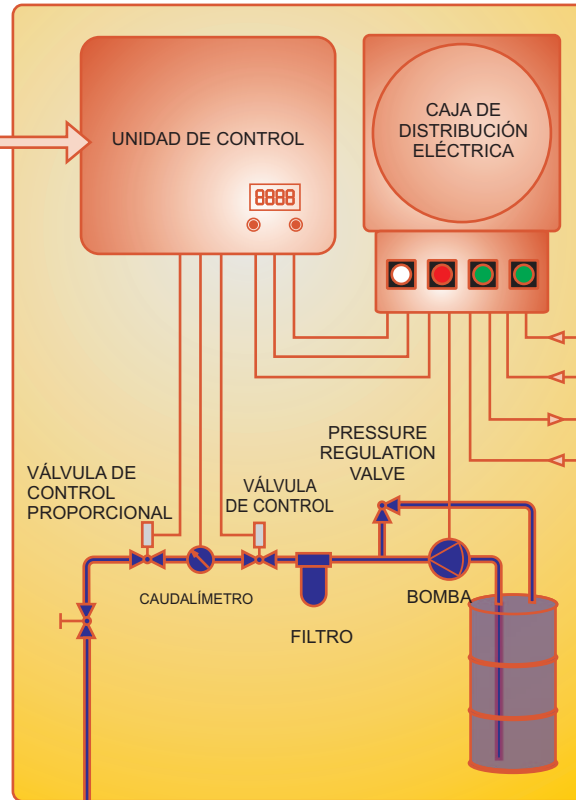 UNIDAD DE CONTROL
CAJA DE
DISTRIBUCIÓN
ELÉCTRICA
8888
PRESSURE
REGULATION
VALVE
VÁLVULA DE
CONTROL
PROPORCIONAL
VÁLVULA
DE CONTROL
CAUDALÍMETRO
BOMBA
FILTRO